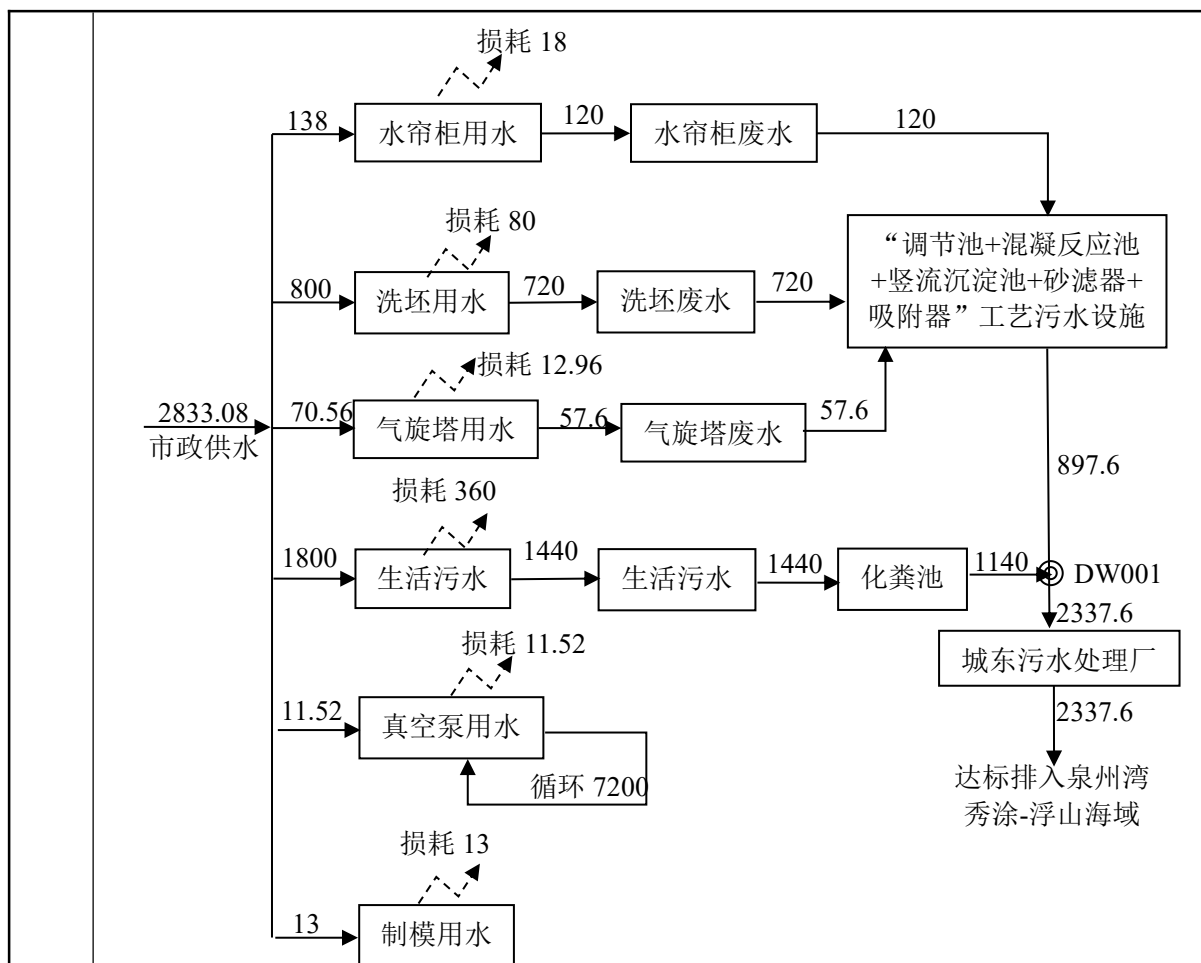 损耗 18
138
水帘柜用水
120
水帘柜废水
120
损耗 80
“调节池+混凝反应池
+竖流沉淀池+砂滤器+
吸附器”工艺污水设施
800
洗坯用水
720
洗坯废水
720
损耗 12.96
2833.08
市政供水
70.56
气旋塔用水
57.6
气旋塔废水
57.6
897.6
损耗 360
1800
生活污水
1440
生活污水
1440
化粪池
1140
DW001
2337.6
城东污水处理厂
2337.6
达标排入泉州湾
秀涂-浮山海域
损耗 11.52
11.52
真空泵用水
循环 7200
损耗 13
13
制模用水